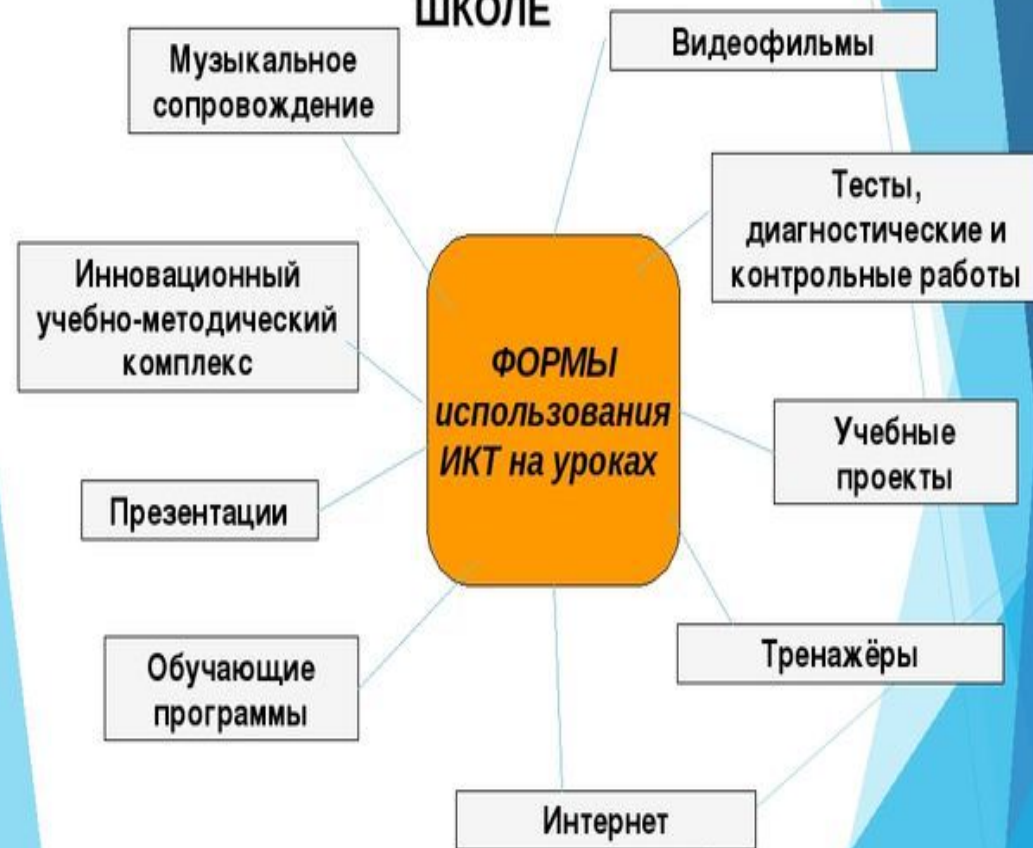 ШКОЛЕ
Музыкальное
сопровождение
Видеофильмы
Тесты,
диагностические и
контрольные работы
Инновационный
учебно-методический
комплекс
ФОРМЫ
использования
ИКТ на уроках
Учебные
проекты
Презентации
Тренажёры
Обучающие
программы
Интернет